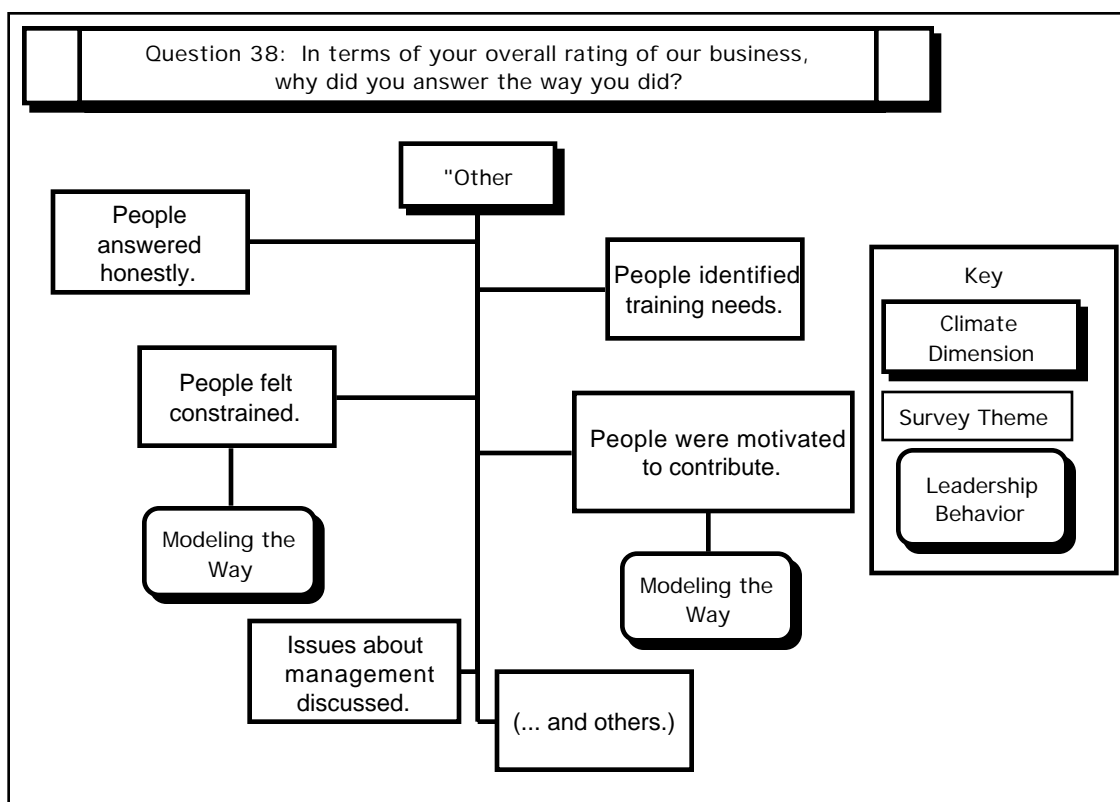 Question 38:  In terms of your overall rating of our business,
why did you answer the way you did?
"Other
People
answered
honestly.
People identified
training needs.
People felt
constrained.
People were motivated
to contribute.
Modeling the
Way
Modeling the
Way
Issues about
management
discussed.
(... and others.)
Key
Climate
Dimension
Survey Theme
Leadership
Behavior